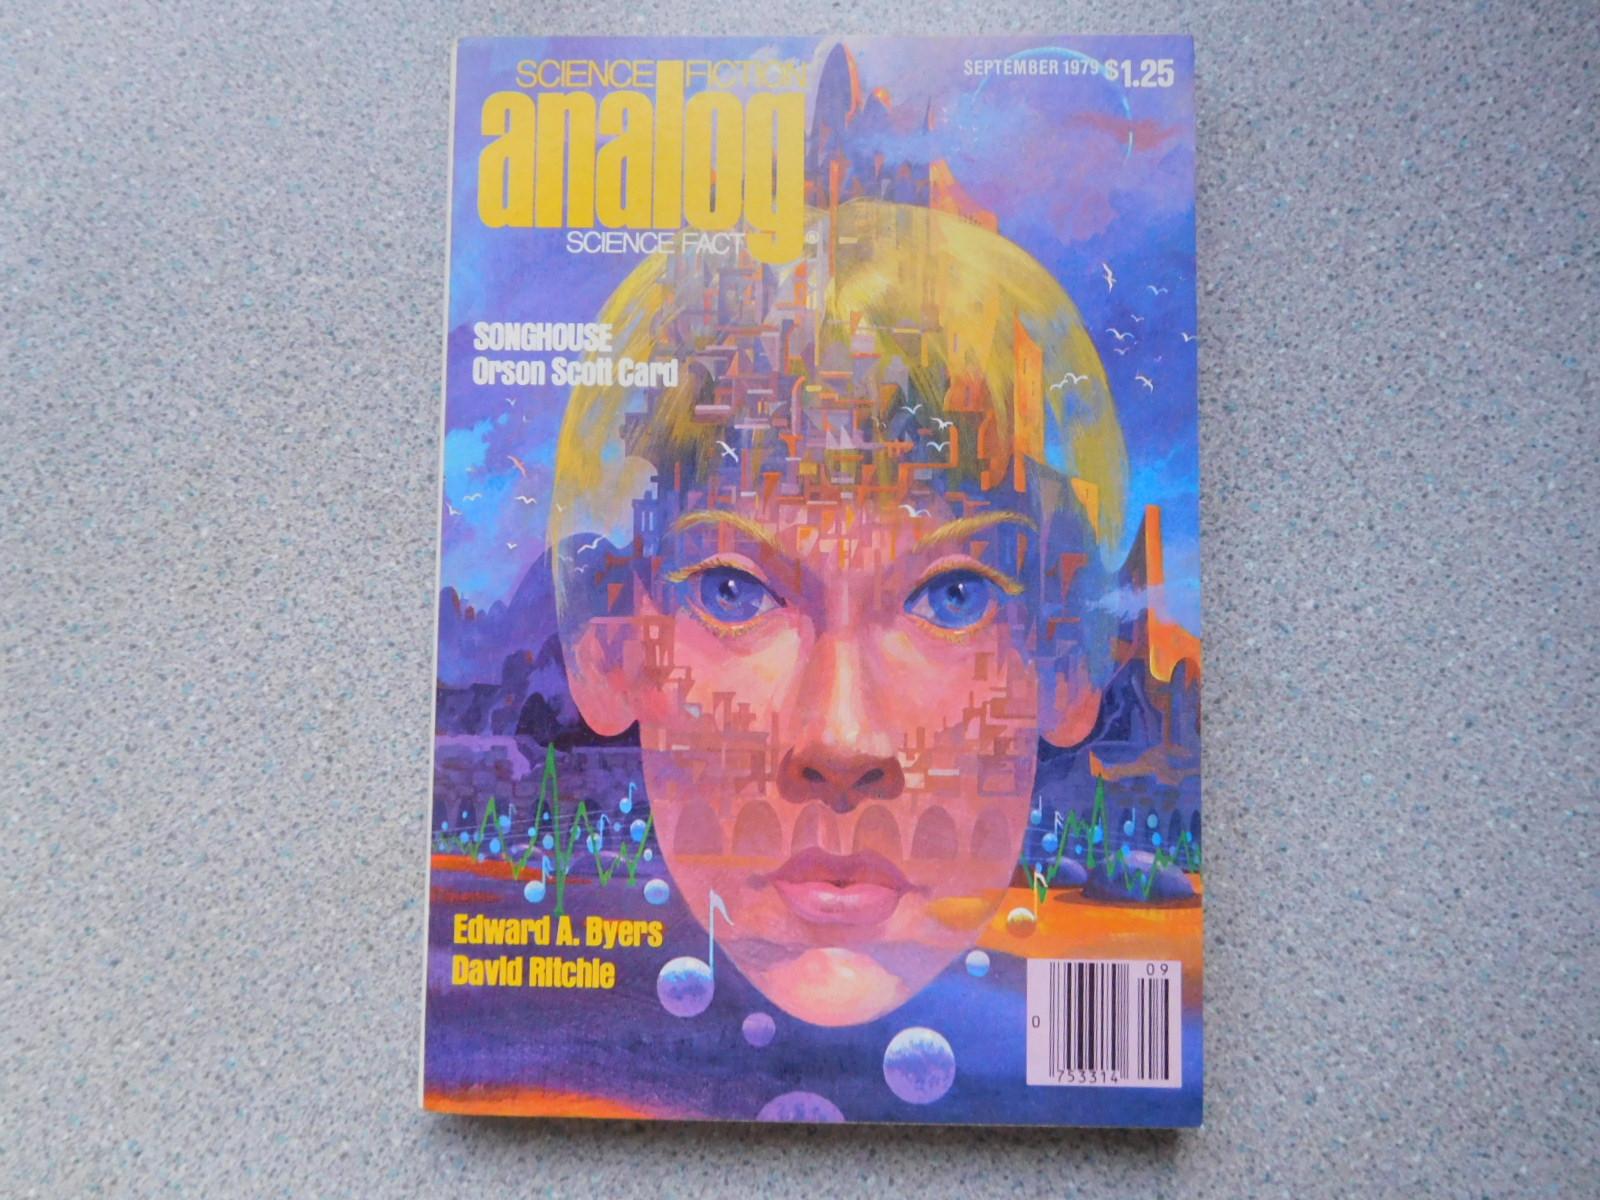 SCIENCE FICTION
analog
SCIENCE FACT
®
SEPTEMBER 1979 $1.25
SONGHOUSE
Orson Scott Card
Edward A. Byers
David Ritchie
09
0
753314